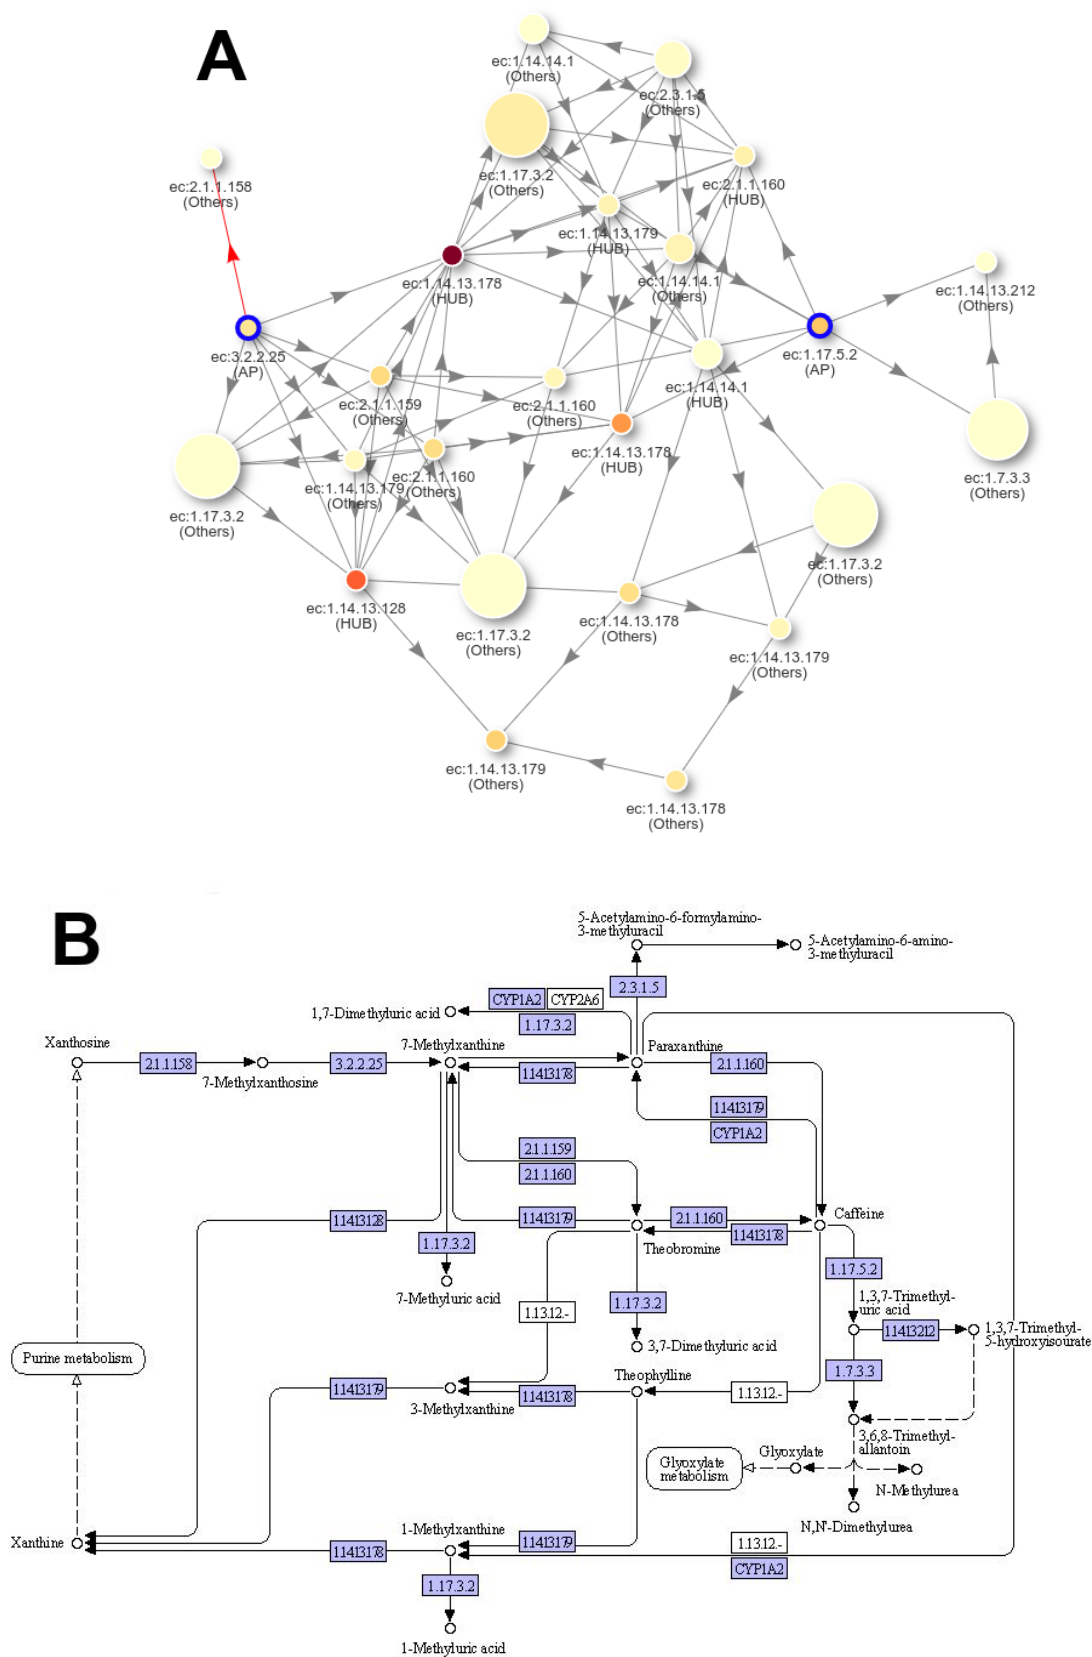 A
ec:1.14.14.1
(Others)
ec:2.3.1.5
(Others)
ec:1.17.3.2
(Others)
ec:2.1.1.160
(HUB)
ec:2.1.1.158
(Others)
ec:1.14.13.179
(HUB)
ec:1.14.13.178
(HUB)
ec:1.14.14.1
(Others)
ec:1.14.13.212
(Others)
ec:3.2.2.25
(AP)
ec:1.17.5.2
(AP)
ec:1.14.14.1
(HUB)
ec:2.1.1.159
(Others)
ec:2.1.1.160
(Others)
ec:1.14.13.178
(HUB)
ec:1.7.3.3
(Others)
ec:1.14.13.179
(Others)
ec:2.1.1.160
(Others)
ec:1.17.3.2
(Others)
ec:1.17.3.2
(Others)
ec:1.14.13.128
(HUB)
ec:1.17.3.2
(Others)
ec:1.14.13.178
(Others)
ec:1.14.13.179
(Others)
ec:1.14.13.179
(Others)
ec:1.14.13.178
(Others)
B
5-Acetylamino-6-formylamino-
3-methyluracil
5-Acetylamino-6-amino-
3-methyluracil
2.3.1.5
CYP1A2
CYP2A6
1,7-Dimethyluric acid
1.17.3.2
Xanthosine
7-Methylxanthine
Paraxanthine
2.1.1.158
3.2.2.25
2.1.1.160
7-Methylxanthosine
11413178
11413179
CYP1A2
2.1.1.159
2.1.1.160
11413128
11413179
2.1.1.160
Caffeine
Theobromine
11413178
1.17.3.2
1.17.5.2
7-Methyluric acid
1,3,7-Trimethyl-
uric acid
1.13.12.-
1.17.3.2
11413212
1,3,7-Trimethyl-
5-hydroxyisourate
Purine metabolism
3,7-Dimethyluric acid
1.7.3.3
Theophylline
11413179
11413178
1.13.12.-
3-Methylxanthine
3,6,8-Trimethyl-
allantoin
Glyoxylate
metabolism
Glyoxylate
N-Methylurea
N,N'-Dimethylurea
Xanthine
1-Methylxanthine
11413178
11413179
1.13.12.-
CYP1A2
1.17.3.2
1-Methyluric acid